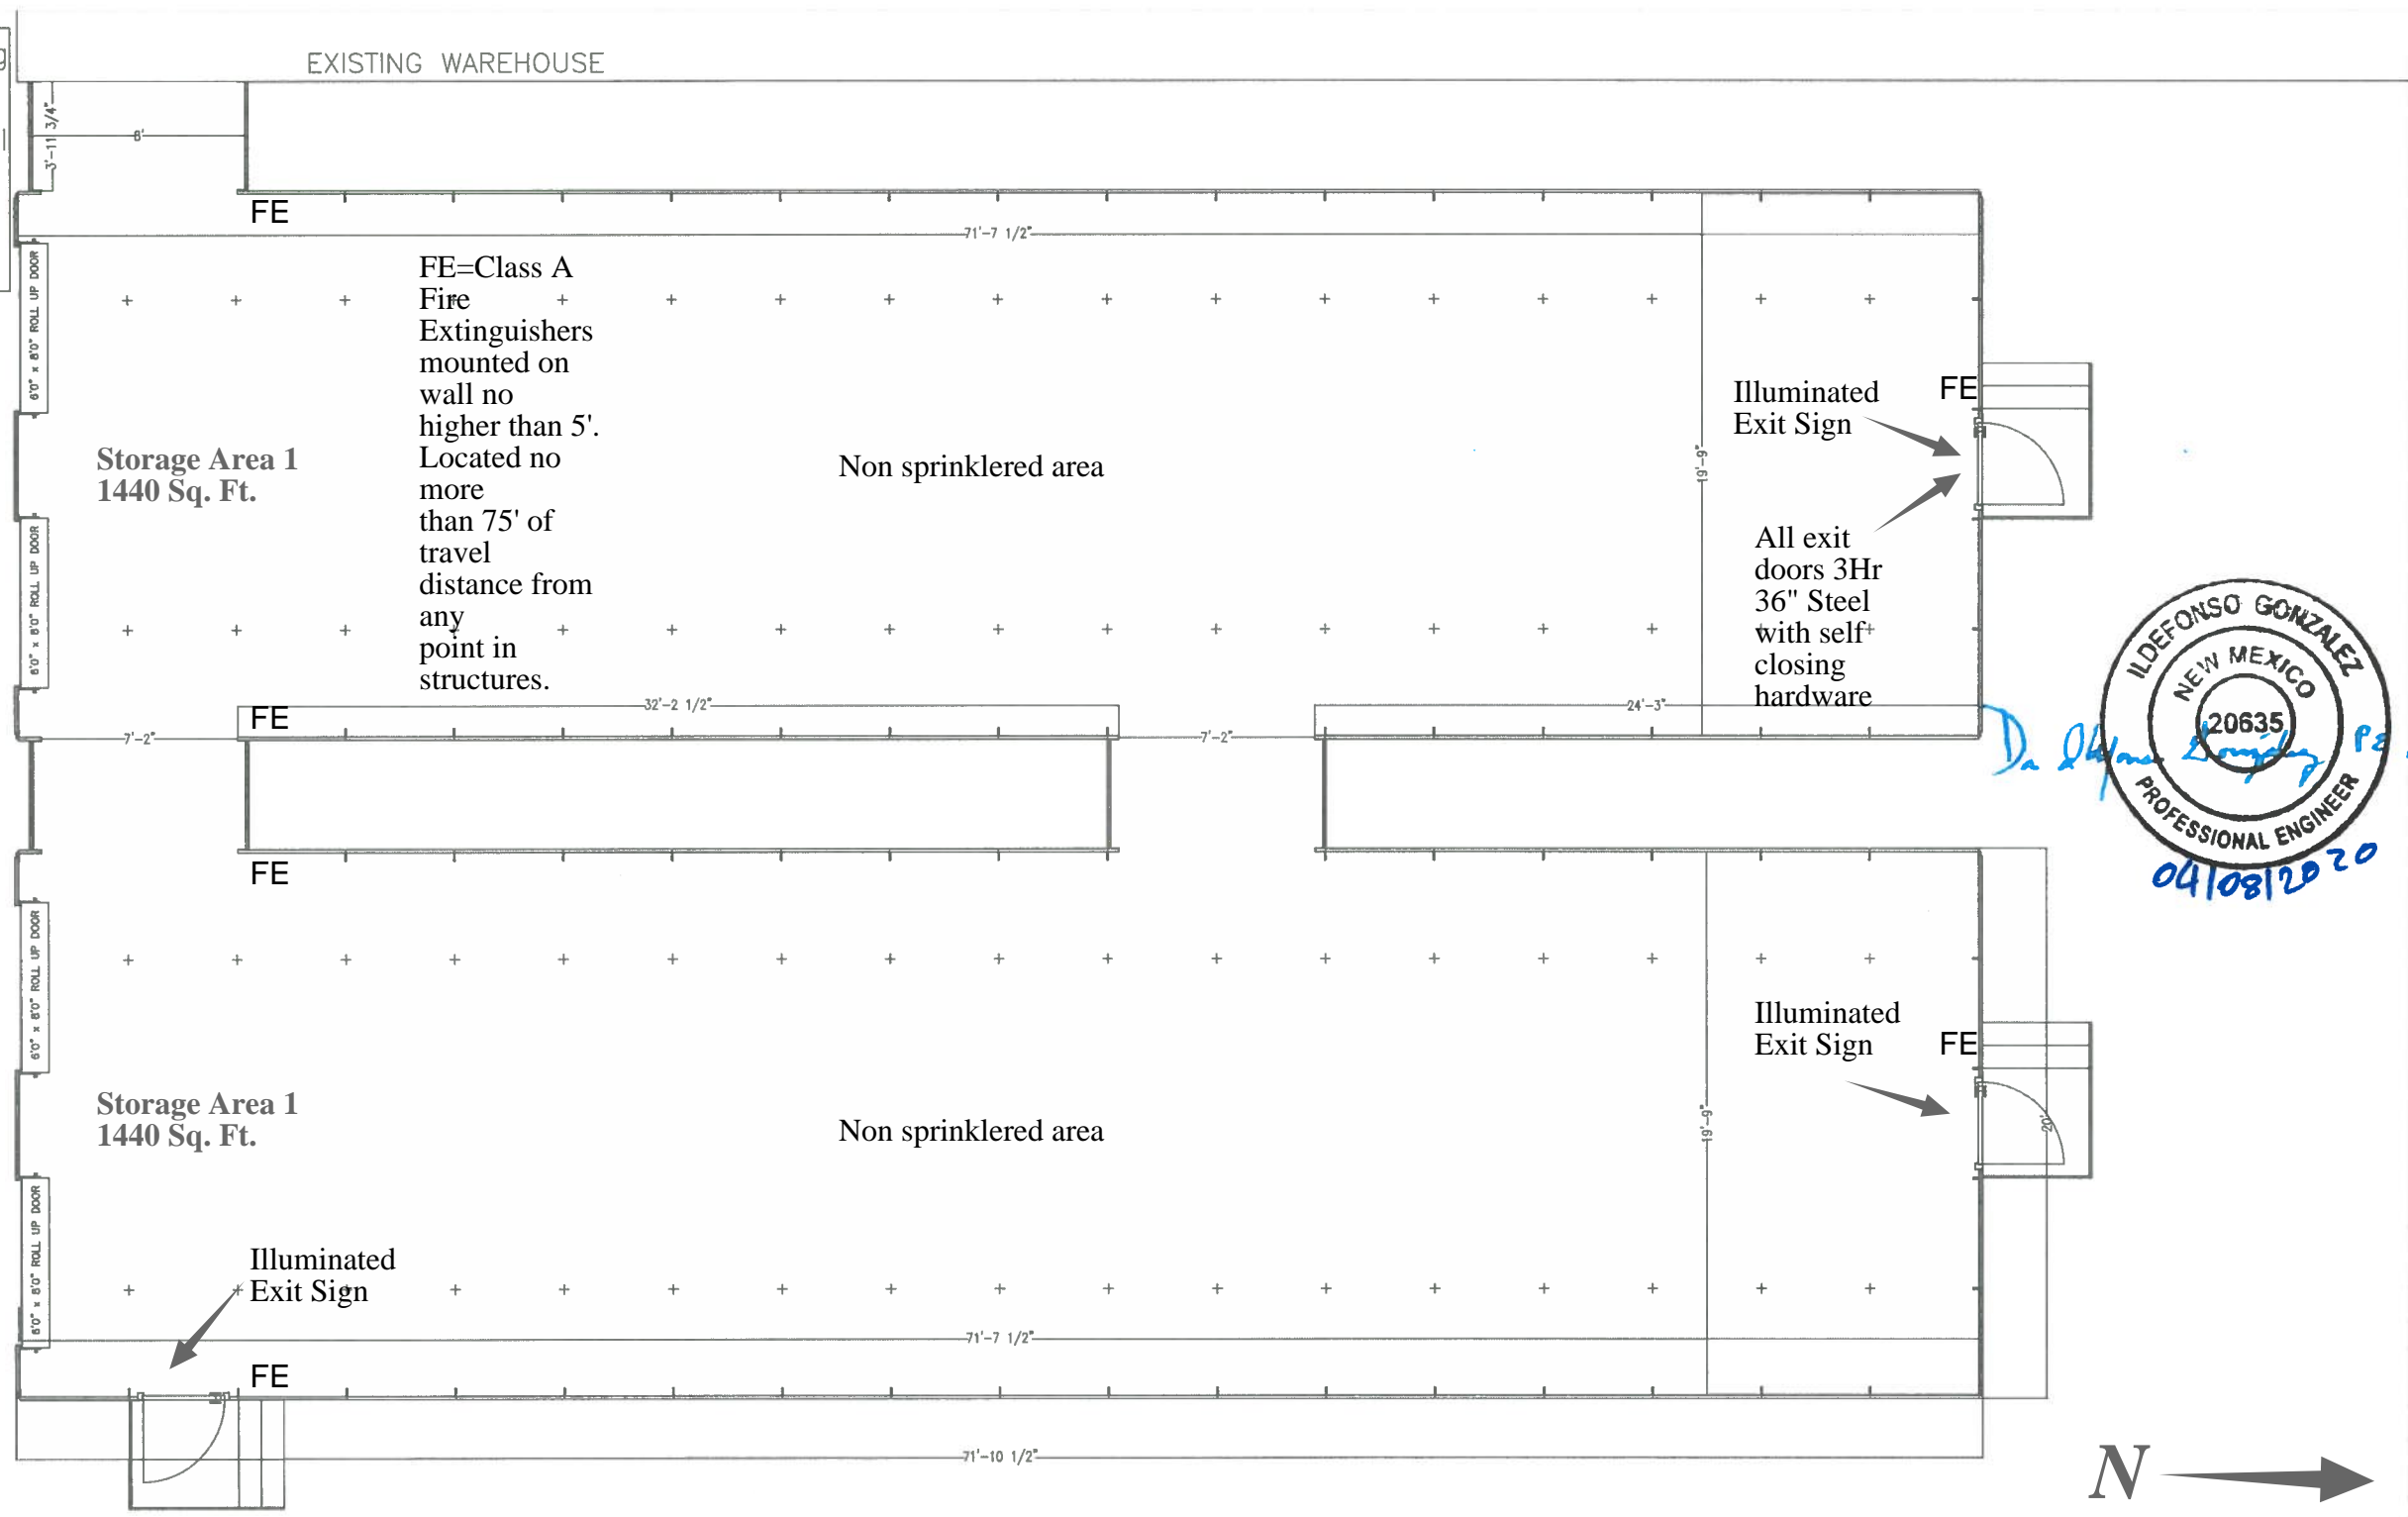 EXISTING WAREHOUSE
3'-11 3/4"
8'
FE
71'-7 1/2"
6'0" x 8'0" ROLL UP DOOR
FE=Class A
Fire
Extinguishers
mounted on
wall no
higher than 5'.
Located no
more
than 75' of
travel
distance from
any
point in
structures.
Storage Area 1
1440 Sq. Ft.
Non sprinklered area
19'-9"
Illuminated
Exit Sign
FE
All exit
doors 3Hr
36" Steel
with self
closing
hardware
6'0" x 8'0" ROLL UP DOOR
FE
32'-2 1/2"
24'-3"
7'-2"
7'-2"
ILDEFONSO GONZALEZ
NEW MEXICO
20635
PROFESSIONAL ENGINEER
04/08/2020
FE
6'0" x 8'0" ROLL UP DOOR
Storage Area 1
1440 Sq. Ft.
Non sprinklered area
19'-9"
Illuminated
Exit Sign
FE
20'
6'0" x 8'0" ROLL UP DOOR
Illuminated
Exit Sign
71'-7 1/2"
FE
71'-10 1/2"
N